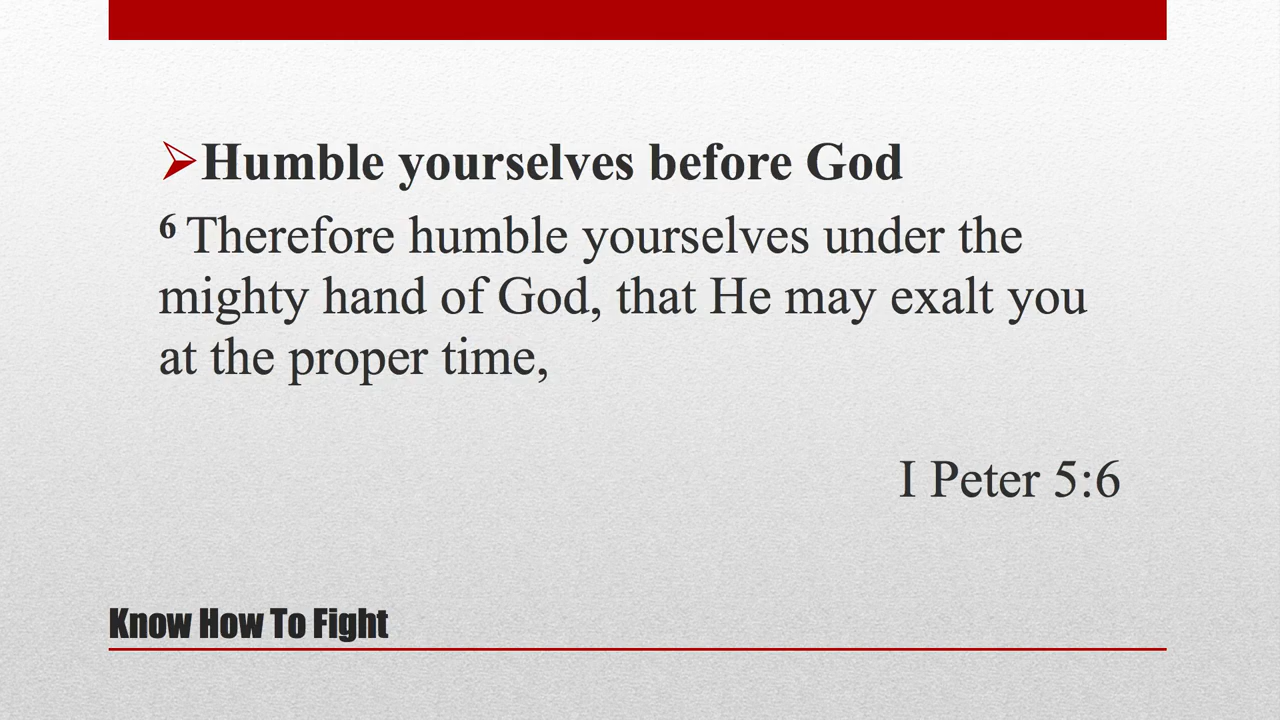 Humble yourselves before God
6 Therefore humble yourselves under the
mighty hand of God, that He may exalt you
at the proper time,
I Peter 5:6
Know How To Fight